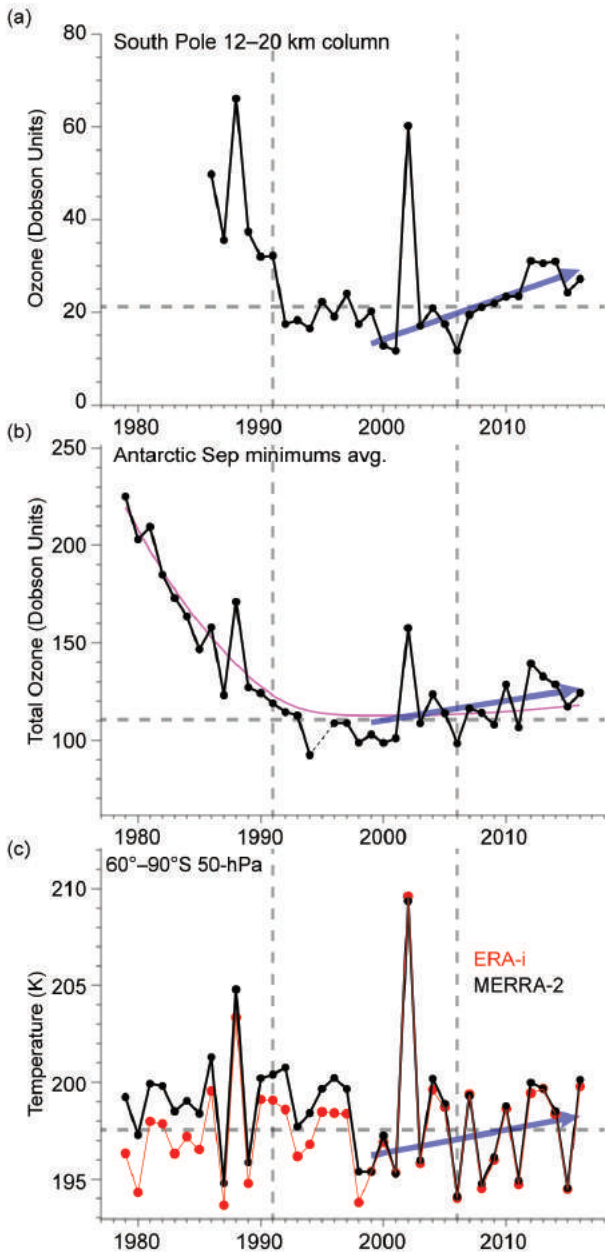 (a)
80
South Pole 12–20 km column
60
40
20
0
Ozone (Dobson Units)
1980 1990 2000 2010
(b)
250
Antarctic Sep minimums avg.
200
150
100
Total Ozone (Dobson Units)
1980 1990 2000 2010
(c)
60°–90°S 50-hPa
210
205
200
195
Temperature (K)
ERA-i
MERRA-2
1980 1990 2000 2010